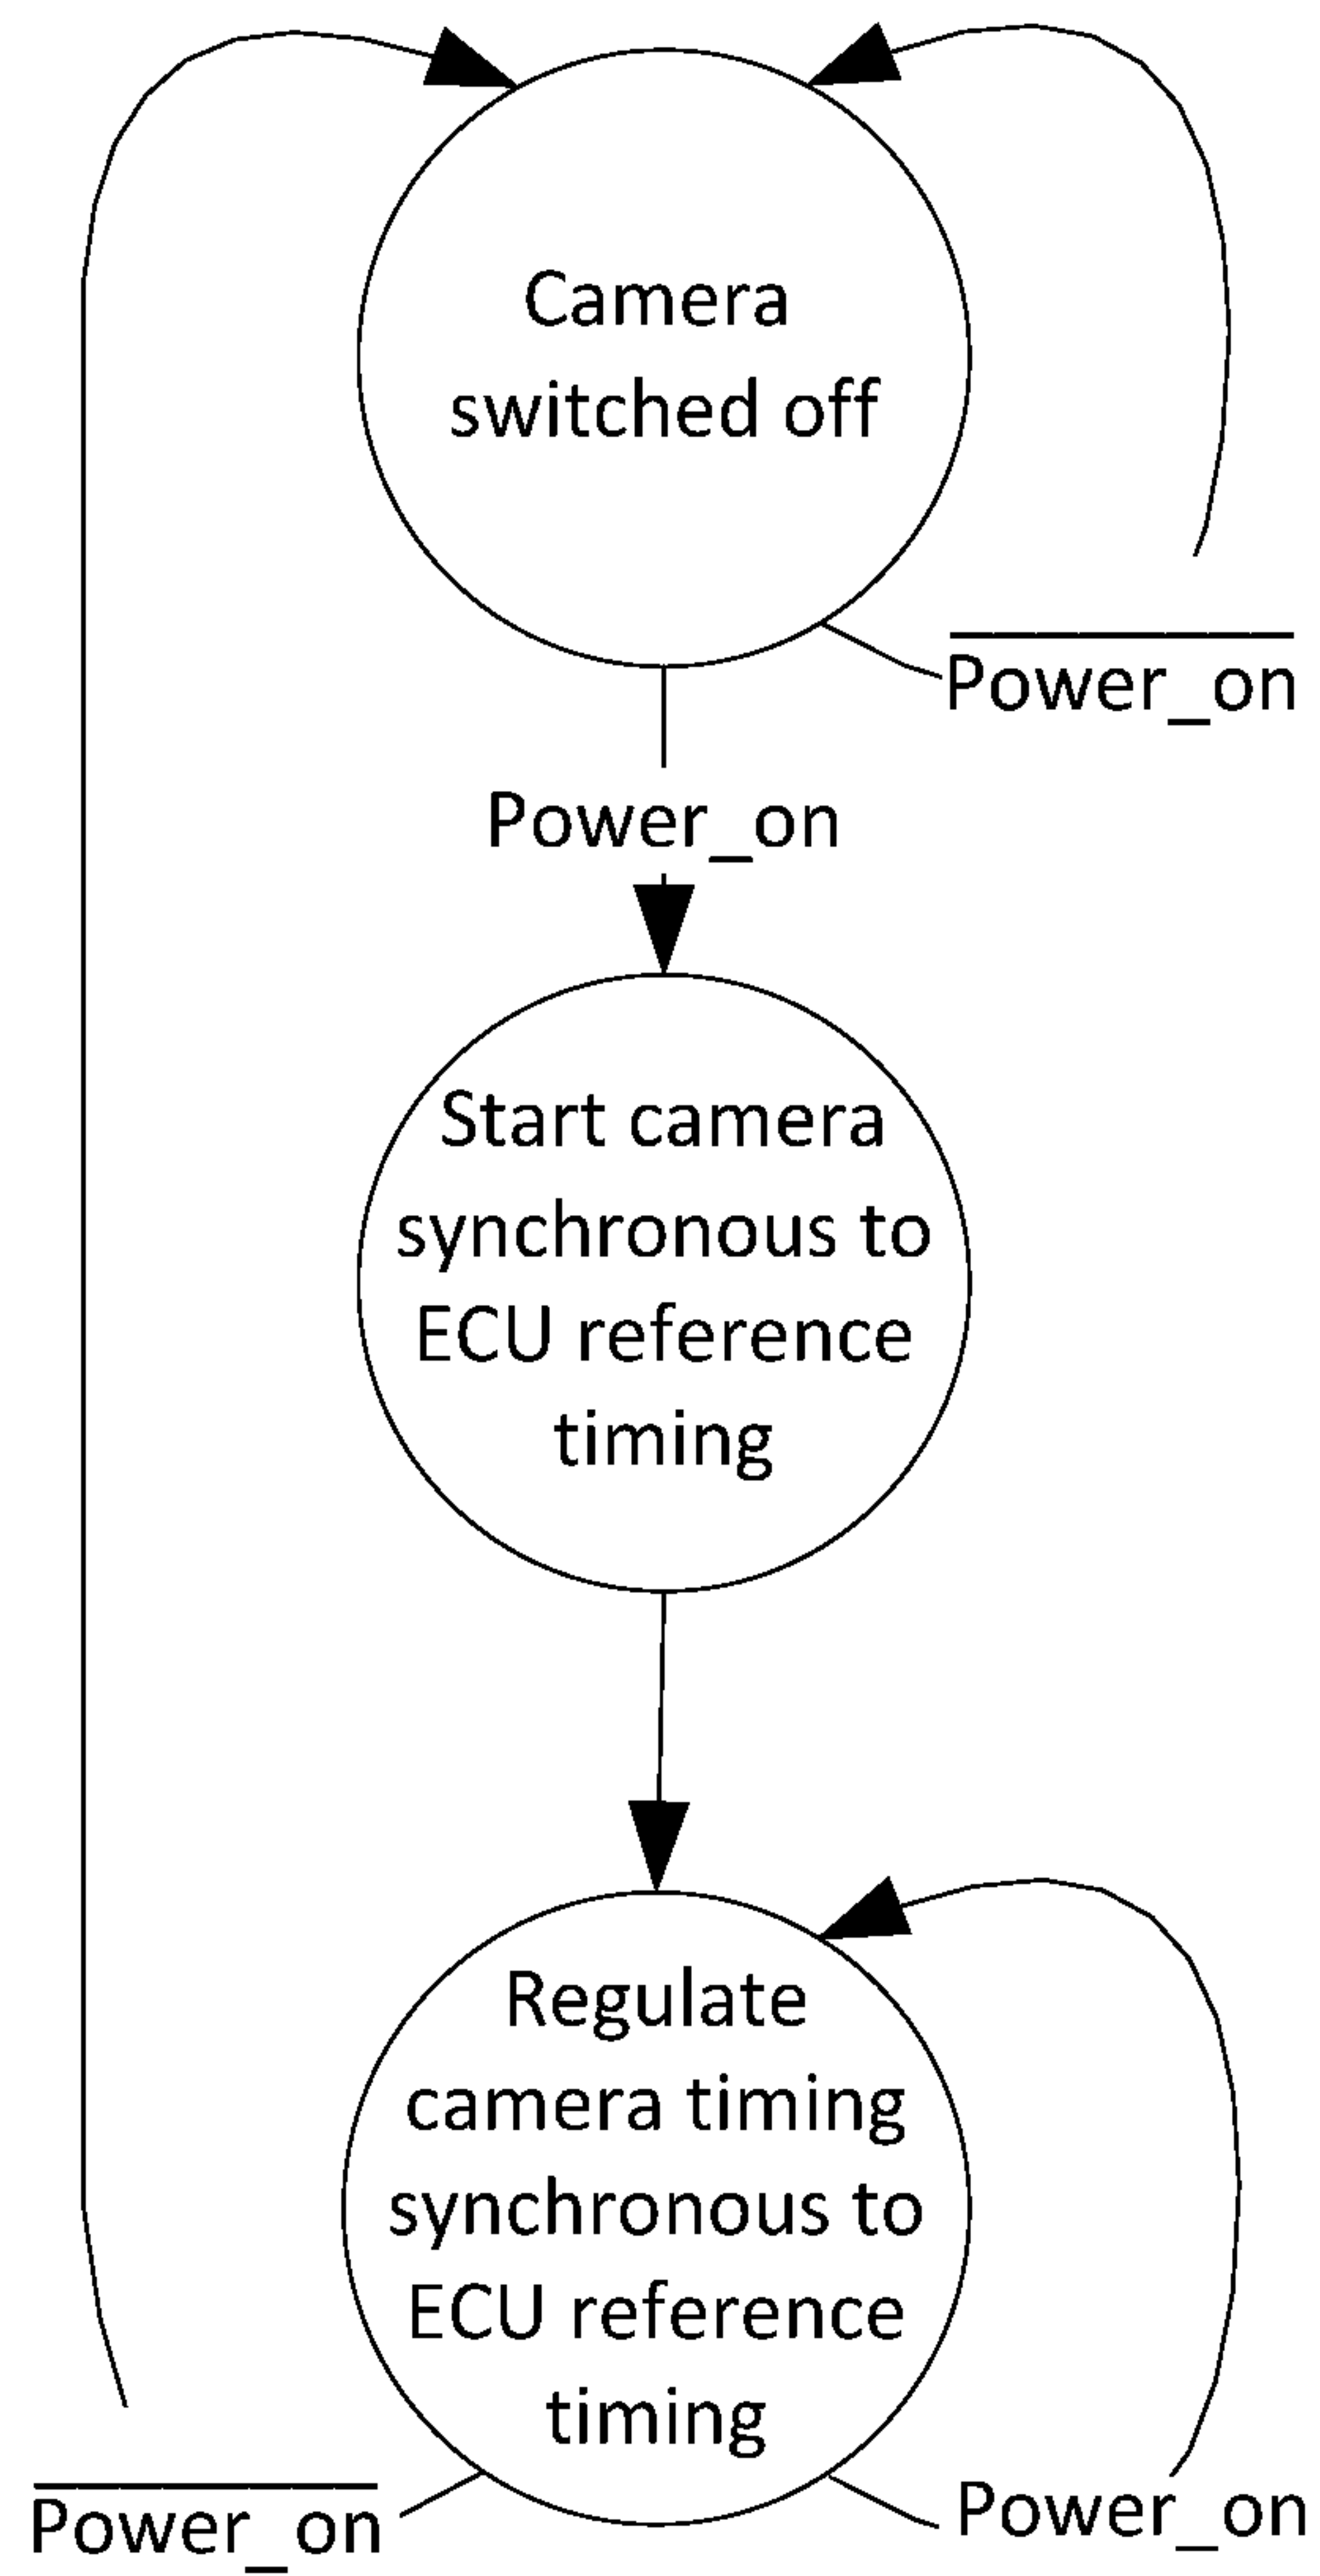 Camera
switched off
Power_on
Power_on
Start camera
synchronous to
ECU reference
timing
Regulate
camera timing
synchronous to
ECU reference
timing
Power_on
Power_on